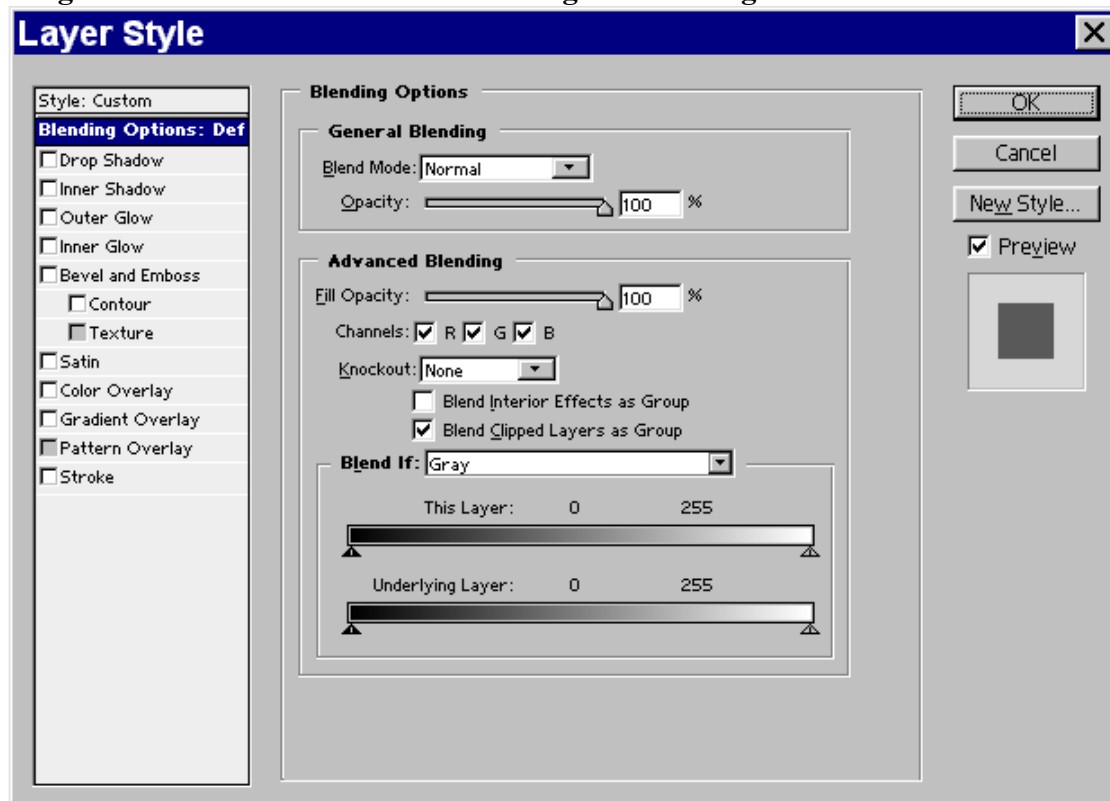 Layer Style
Style: Custom
Blending Options: Def
Drop Shadow
Inner Shadow
Outer Glow
Inner Glow
Bevel and Emboss
Contour
Texture
Satin
Color Overlay
Gradient Overlay
Pattern Overlay
Stroke
Blending Options
General Blending
Blend Mode: Normal
Opacity: 100 %
Advanced Blending
Fill Opacity: 100 %
Channels: R G B
Knockout: None
Blend Interior Effects as Group
Blend Clipped Layers as Group
Blend If: Gray
This Layer: 0 255
Underlying Layer: 0 255
OK
Cancel
New Style...
Preview